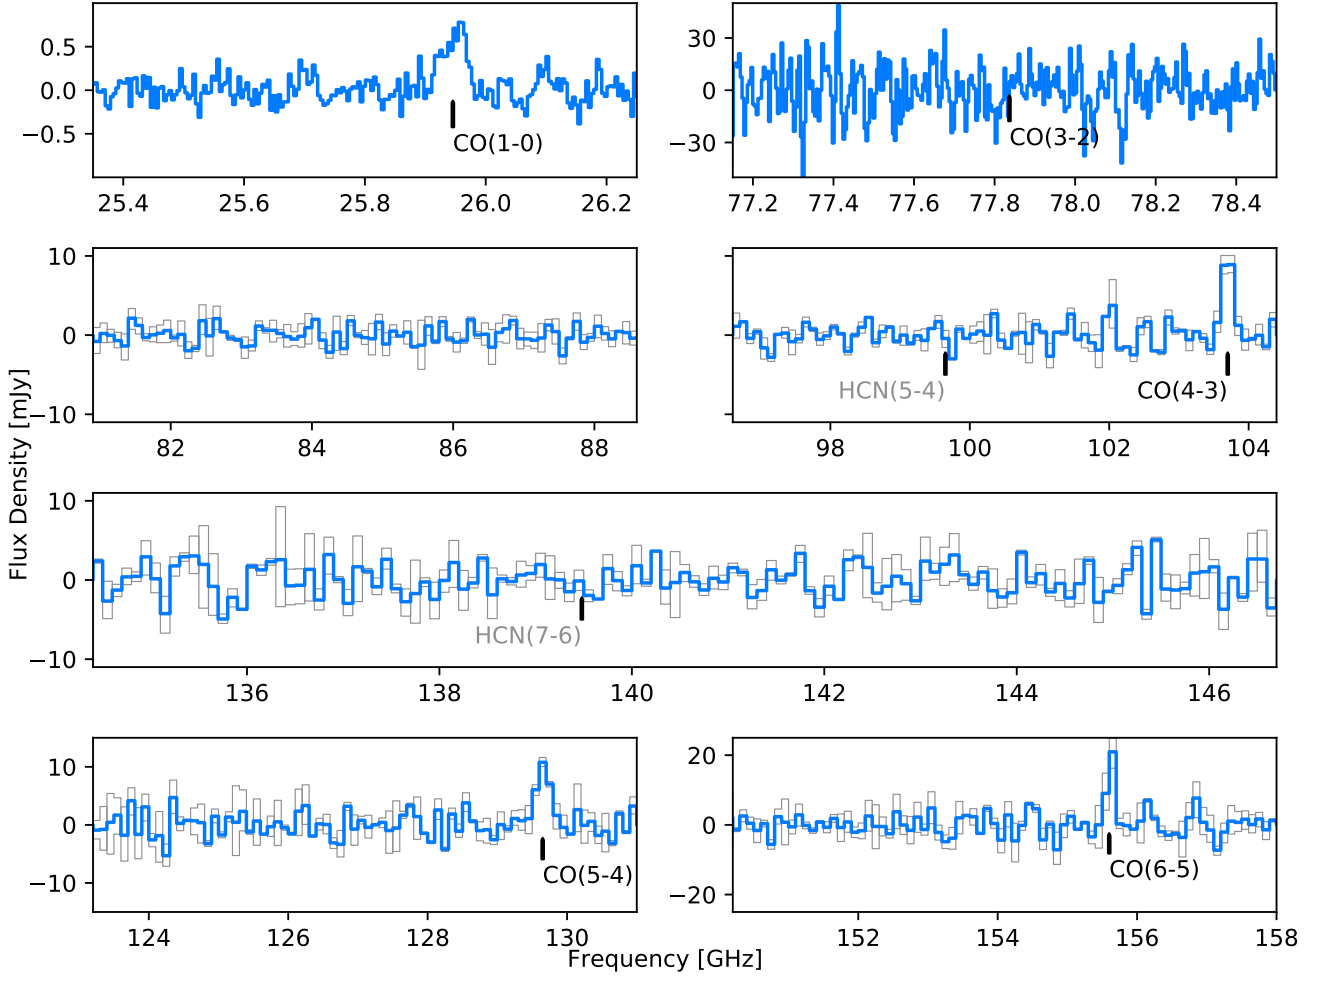 0.5
0.0
−0.5
CO(1-0)
25.4 25.6 25.8 26.0 26.2
30
0
−30
CO(3-2)
77.2 77.4 77.6 77.8 78.0 78.2 78.4
10
0
−10
82 84 86 88
HCN(5-4)
CO(4-3)
98 100 102 104
Flux Density [mJy]
10
0
−10
HCN(7-6)
136 138 140 142 144 146
10
0
−10
CO(5-4)
124 126 128 130
20
0
−20
CO(6-5)
152 154 156 158
Frequency [GHz]